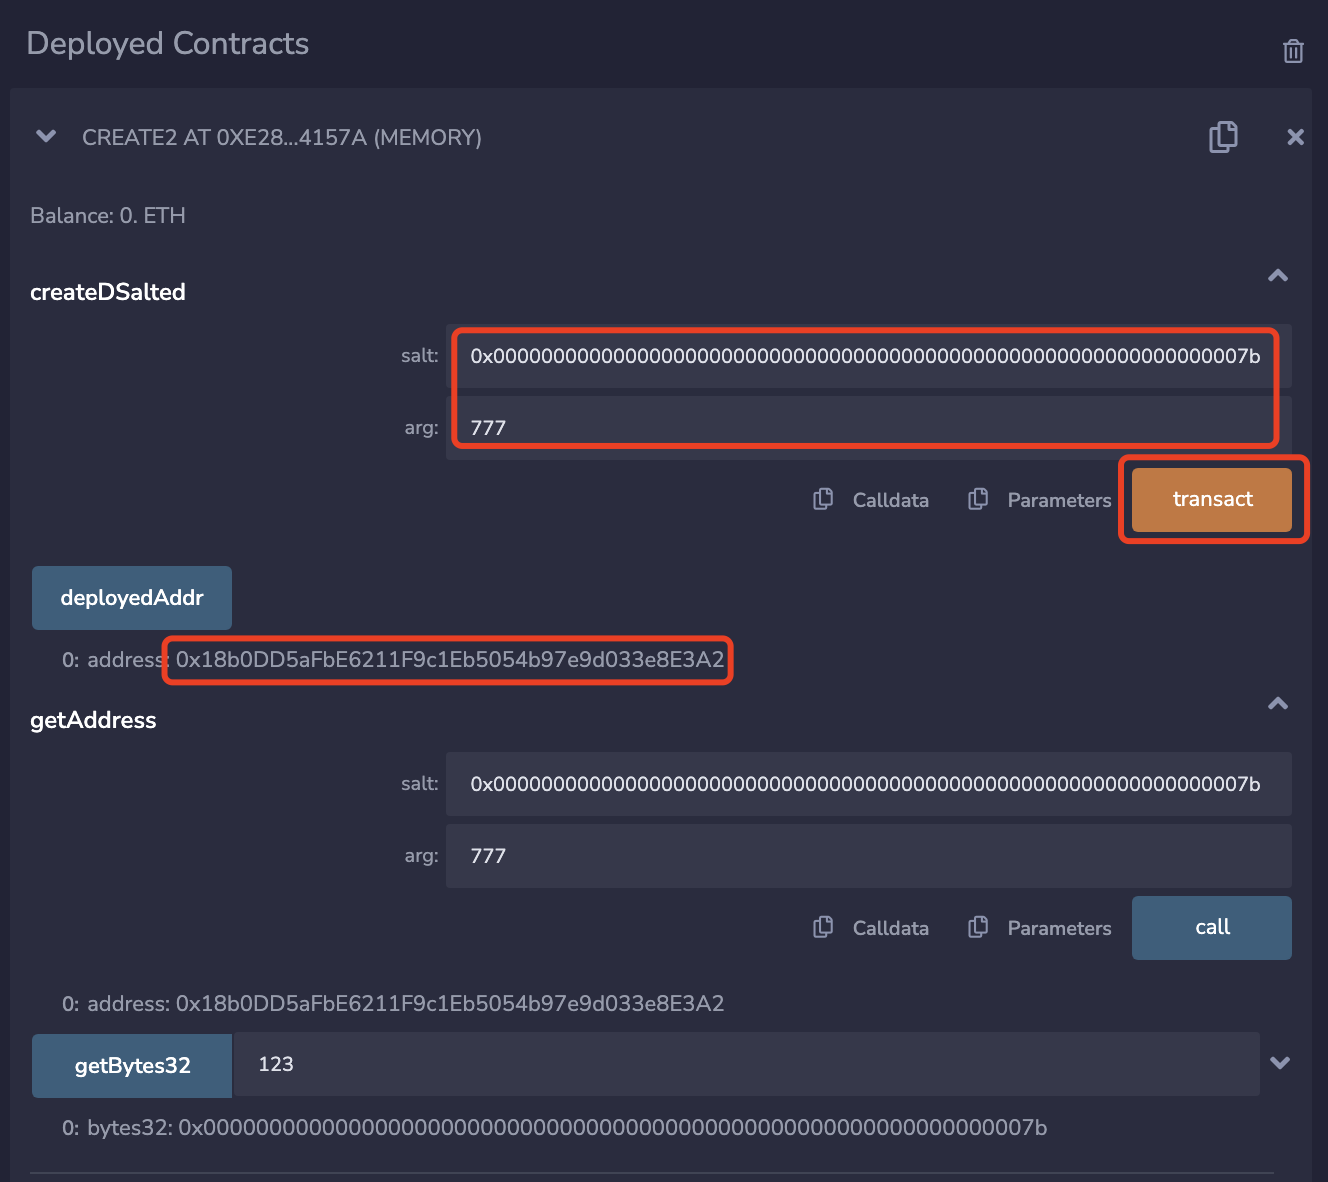 Deployed Contracts
CREATE2 AT 0XE28...4157A (MEMORY)
Balance: 0. ETH
createDSalted
salt: 0x000000000000000000000000000000000000000000000000000000000000007b
arg: 777
Calldata Parameters transact
deployedAddr
0: address: 0x18b0DD5aFbE6211F9c1Eb5054b97e9d033e8E3A2
getAddress
salt: 0x000000000000000000000000000000000000000000000000000000000000007b
arg: 777
Calldata Parameters call
0: address: 0x18b0DD5aFbE6211F9c1Eb5054b97e9d033e8E3A2
getBytes32 123
0: bytes32: 0x000000000000000000000000000000000000000000000000000000000000007b